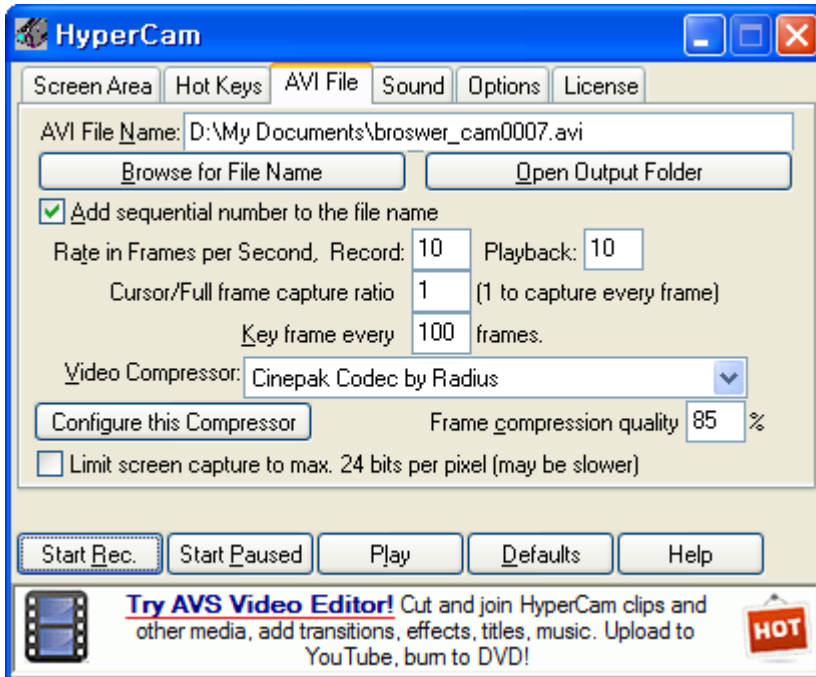 HyperCam
Screen Area Hot Keys AVI File Sound Options License
AVI File Name: D:\My Documents\broswer_cam0007.avi
Browse for File Name Open Output Folder
Add sequential number to the file name
Rate in Frames per Second, Record: 10 Playback: 10
Cursor/Full frame capture ratio 1 (1 to capture every frame)
Key frame every 100 frames.
Video Compressor: Cinepak Codec by Radius
Configure this Compressor Frame compression quality 85 %
Limit screen capture to max. 24 bits per pixel (may be slower)
Start Rec. Start Paused Play Defaults Help
Try AVS Video Editor! Cut and join HyperCam clips and
other media, add transitions, effects, titles, music. Upload to
YouTube, burn to DVD!
HOT